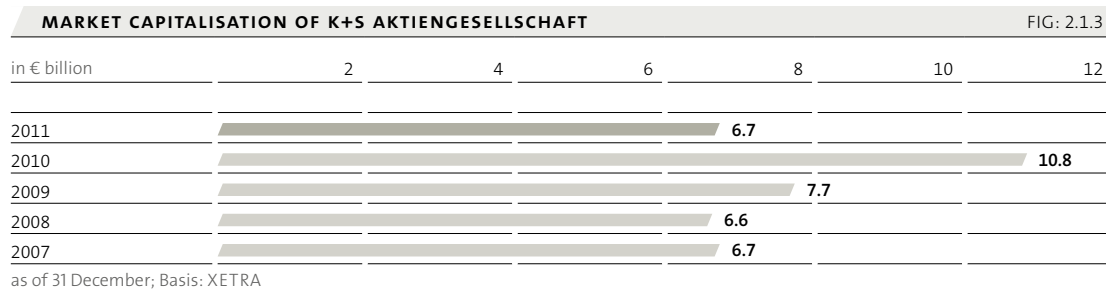 MARKET CAPITALISATION OF K+S AKTIENGESELLSCHAFT FIG: 2.1.3
in € billion 2 4 6 8 10 12
2011 6.7
2010 10.8
2009 7.7
2008 6.6
2007 6.7
as of 31 December; Basis: XETRA